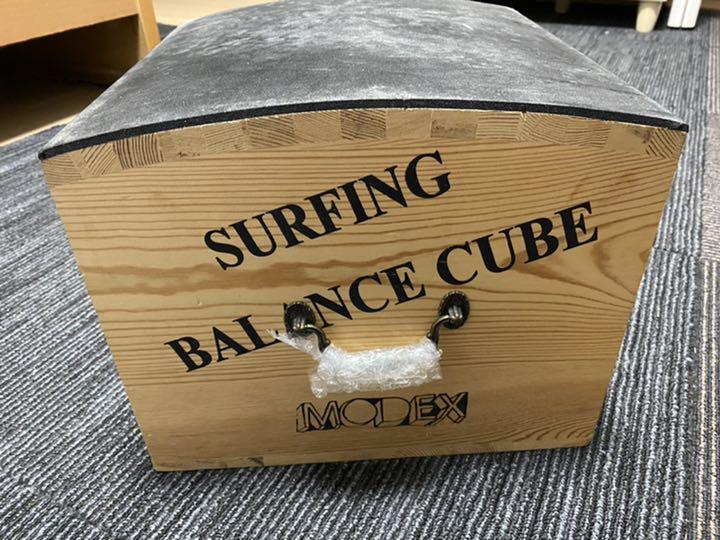 SURFING
BALANCE CUBE
MODEX